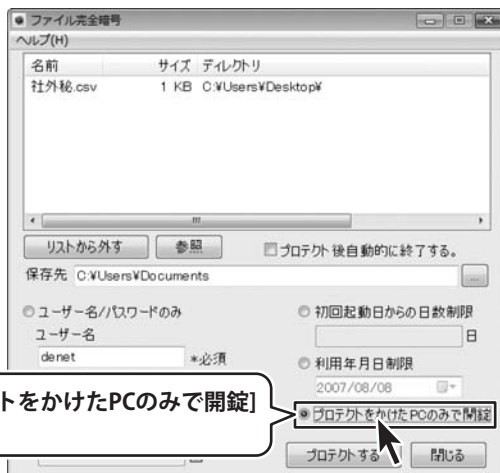 ファイル完全暗号
ヘルプ(H)
名前 サイズ ディレクトリ
社外秘.csv 1 KB C:¥Users¥Desktop¥
リストから外す 参照 プロテクト後自動的に終了する。
保存先 C:¥Users¥Documents ...
ユーザー名/パスワードのみ 初回起動日からの日数制限
ユーザー名 日
denet *必須 利用年月日制限
2007/08/08
トをかけたPCのみで開錠]
プロテクトをかけたPCのみで開錠
プロテクトする 閉じる